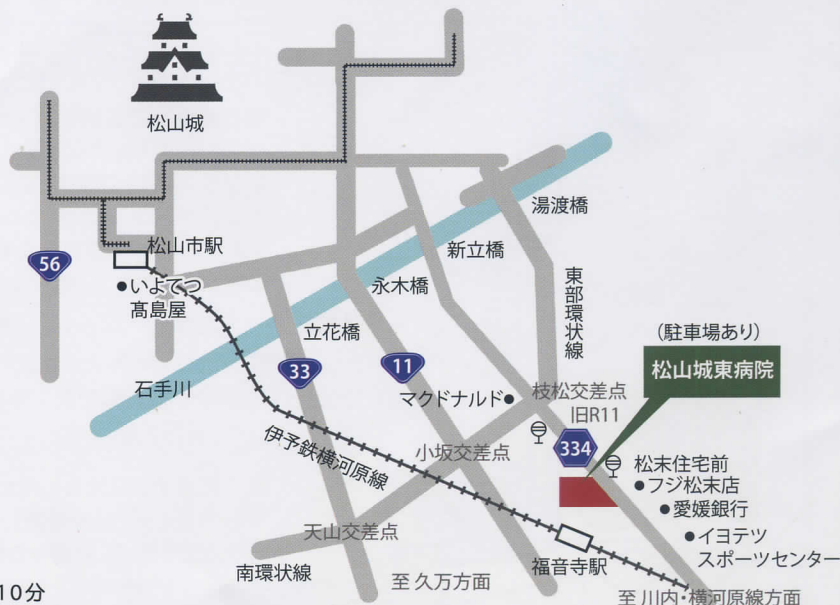 松山城
湯渡橋
松山市駅
新立橋
56
永木橋
いよてつ
髙島屋
東部環状線
立花橋
(駐車場あり)
33
11
松山城東病院
石手川
マクドナルド
枝松交差点
旧R11
334
小坂交差点
伊予鉄横河原線
松末住宅前
フジ松末店
愛媛銀行
天山交差点
イヨテツ
スポーツセンター
福音寺駅
南環状線
至 久万方面
10分
至 川内・横河原線方面